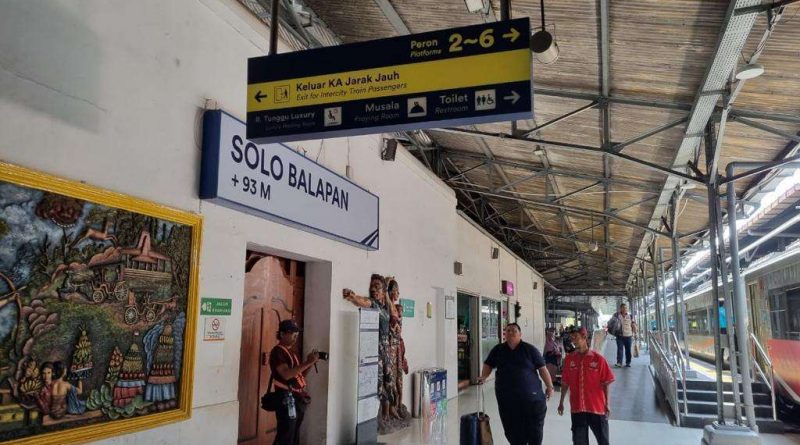 Peron 2~6 →
Platforms
← Keluar KA Jarak Jauh
Exit for Intercity Train Passengers
R. Tunggu Luxury
Musala
Praying Room
Toilet →
Restroom
SOLO BALAPAN
+ 93 M